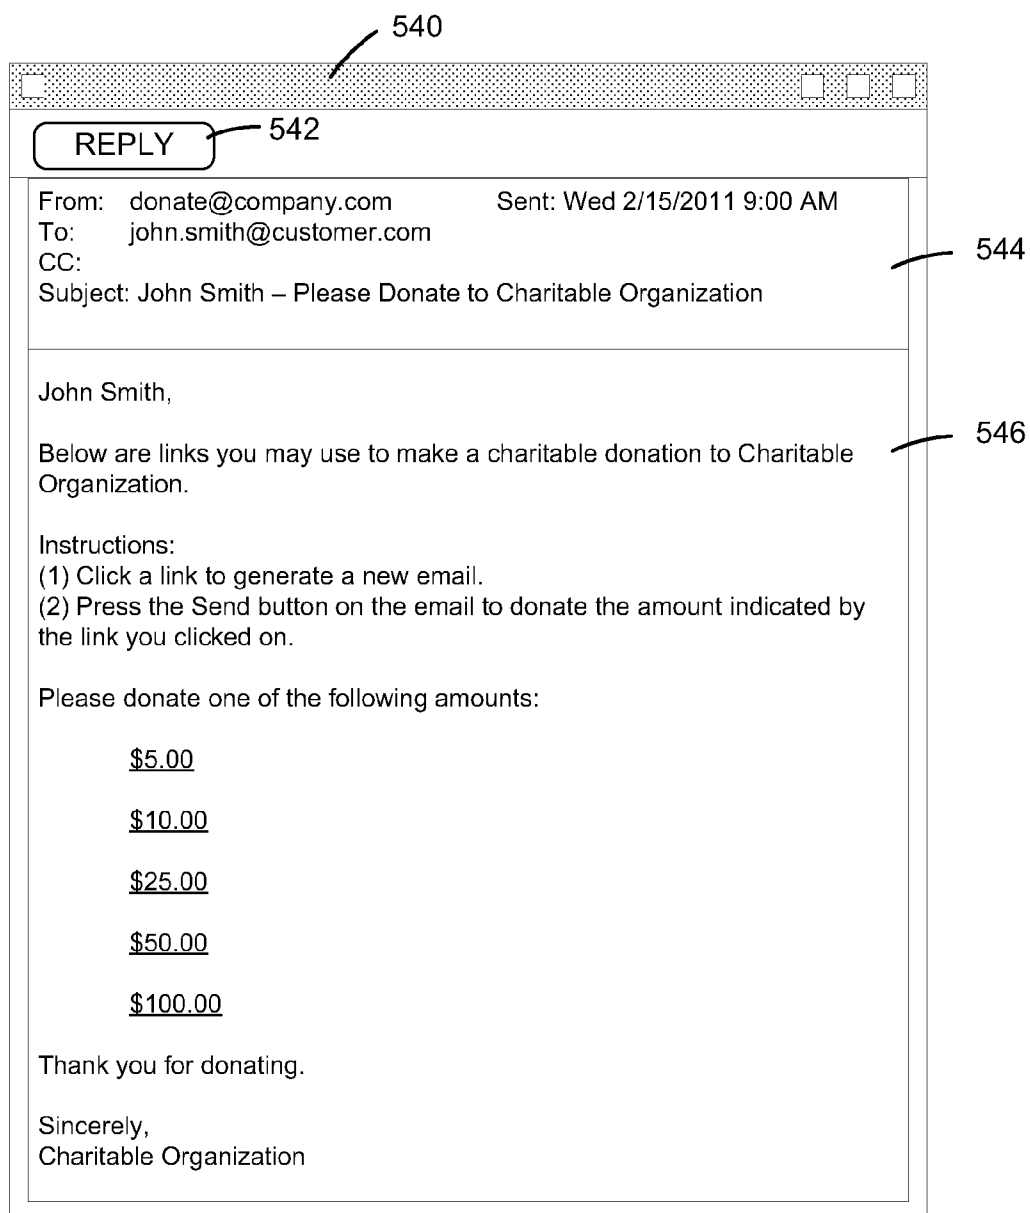 540
REPLY
542
From: donate@company.com Sent: Wed 2/15/2011 9:00 AM
To: john.smith@customer.com
CC:
544
Subject: John Smith – Please Donate to Charitable Organization
John Smith,
546
Below are links you may use to make a charitable donation to Charitable
Organization.
Instructions:
(1) Click a link to generate a new email.
(2) Press the Send button on the email to donate the amount indicated by
the link you clicked on.
Please donate one of the following amounts:
$5.00
$10.00
$25.00
$50.00
$100.00
Thank you for donating.
Sincerely,
Charitable Organization